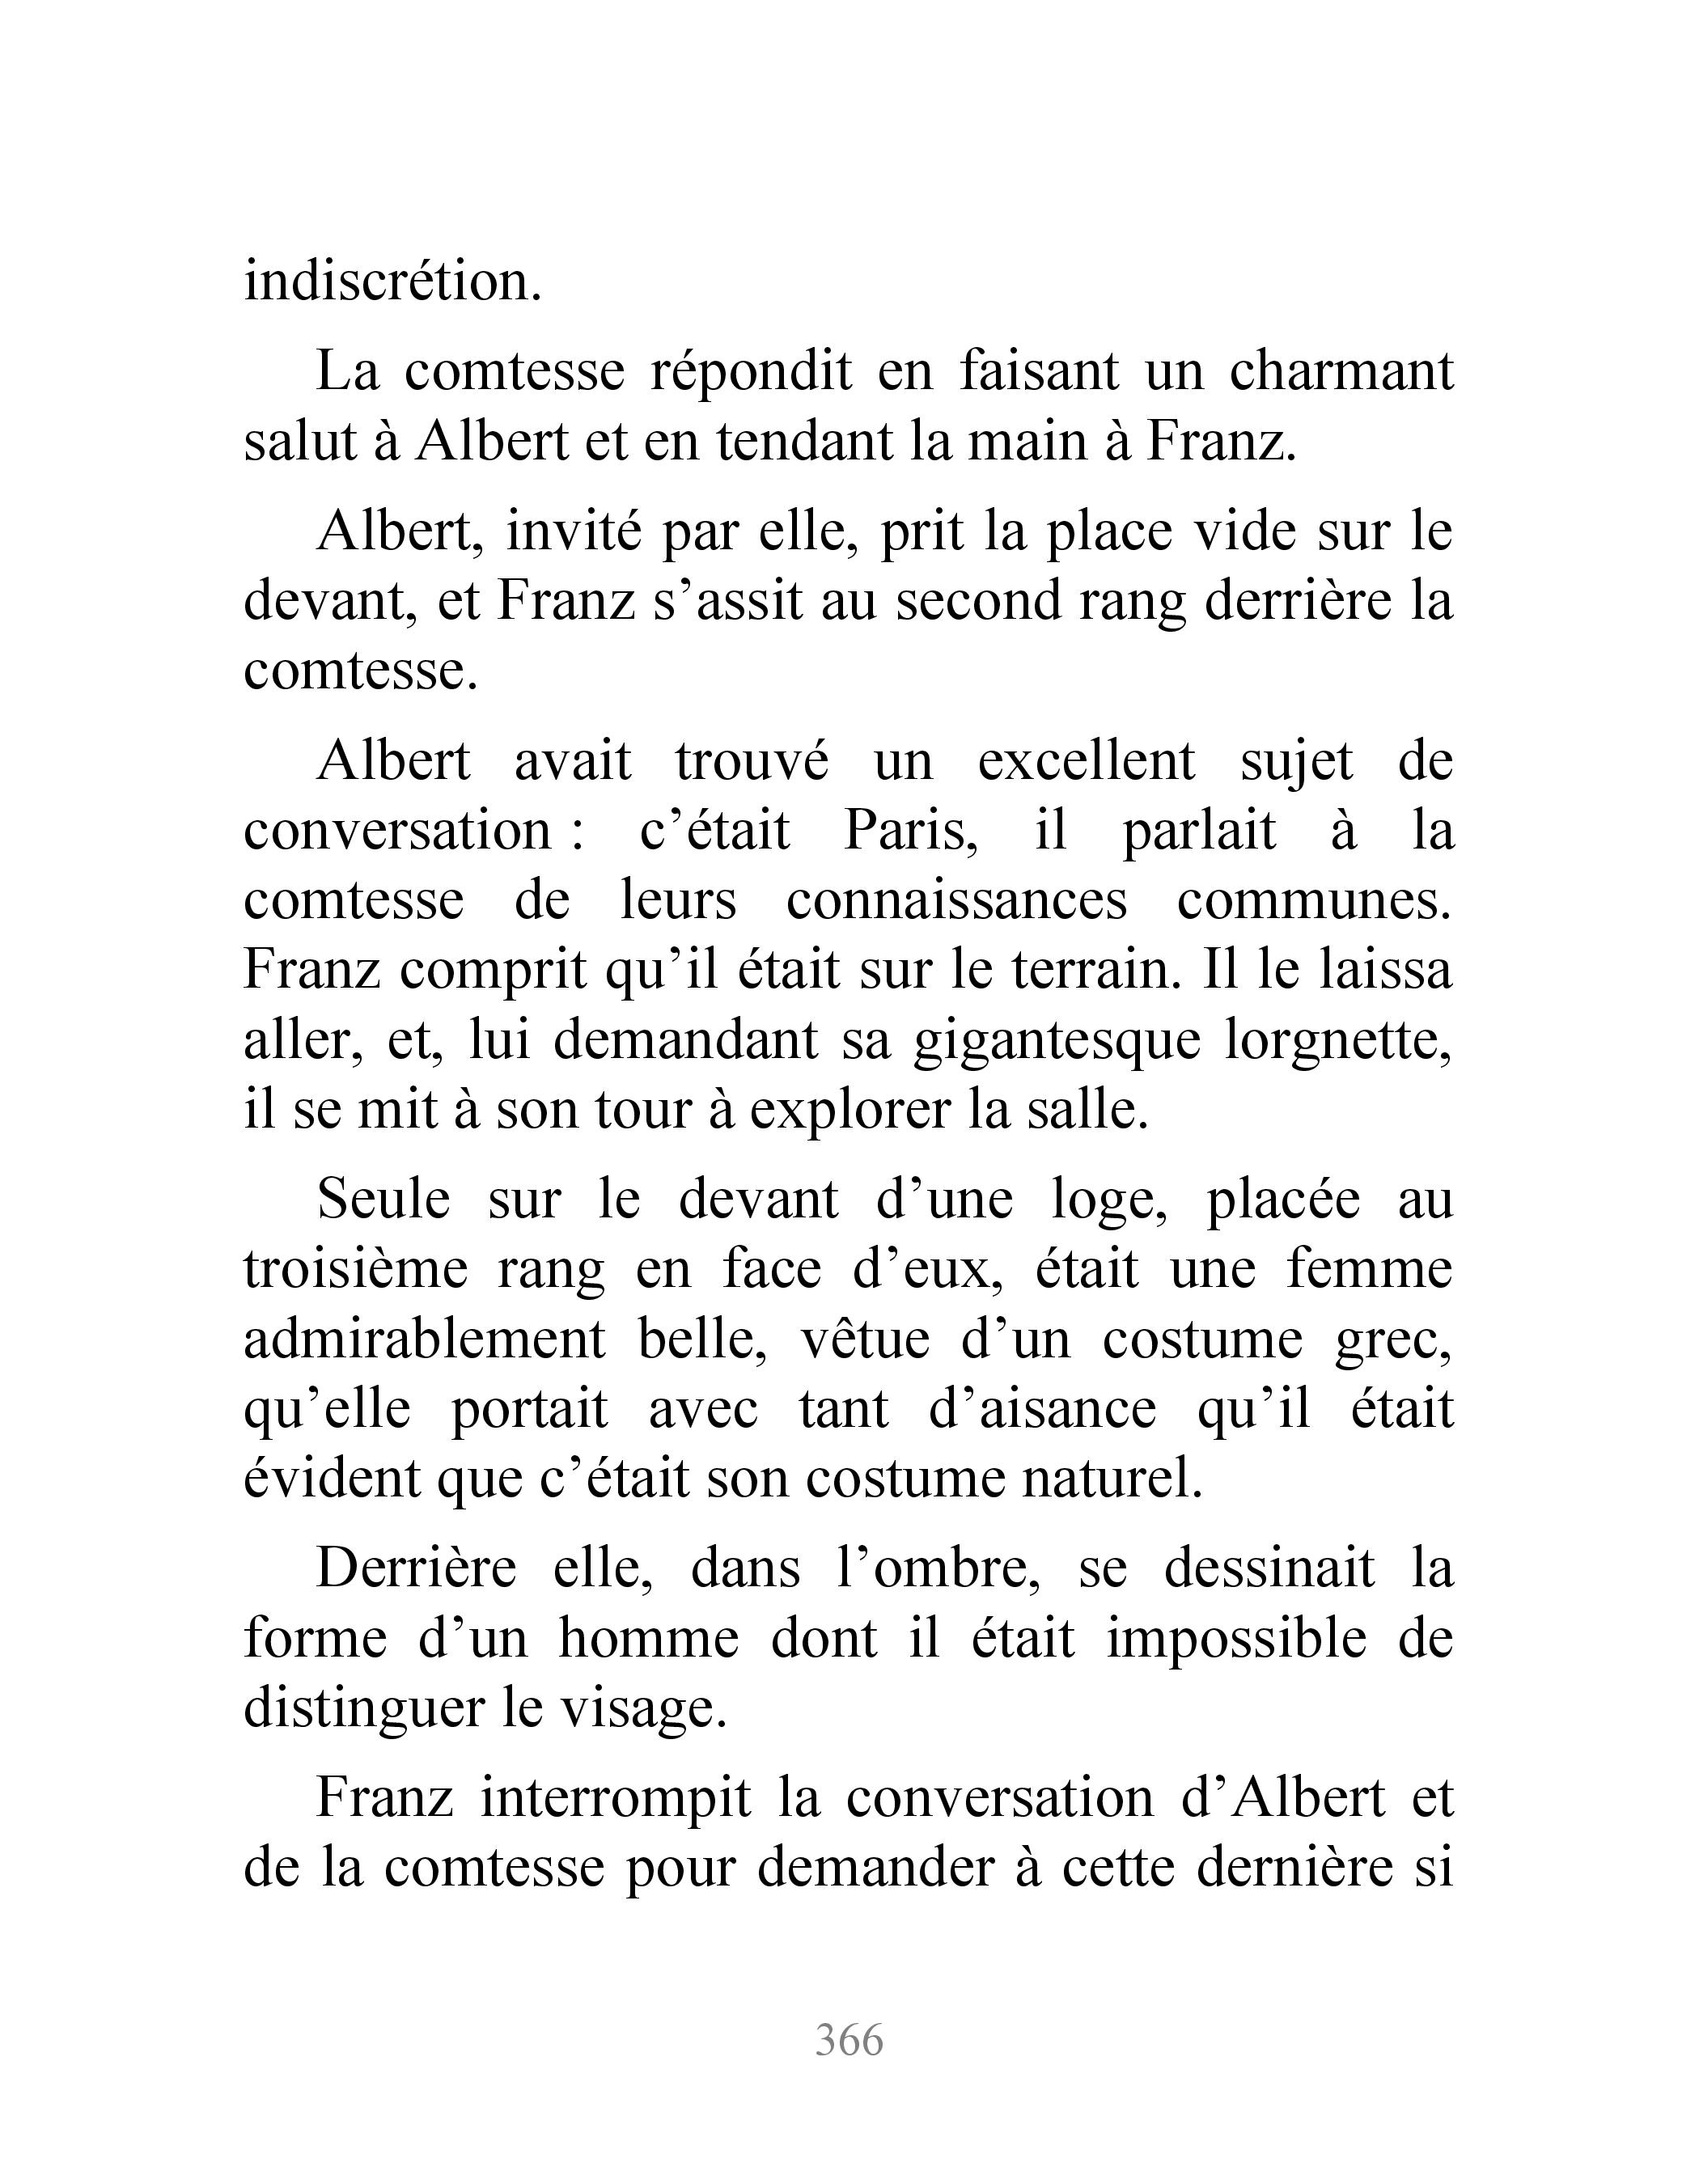 indiscrétion.
La comtesse répondit en faisant un charmant
salut à Albert et en tendant la main à Franz.
Albert, invité par elle, prit la place vide sur le
devant, et Franz s’assit au second rang derrière la
comtesse.
Albert avait trouvé un excellent sujet de
conversation : c’était Paris, il parlait à la
comtesse de leurs connaissances communes.
Franz comprit qu’il était sur le terrain. Il le laissa
aller, et, lui demandant sa gigantesque lorgnette,
il se mit à son tour à explorer la salle.
Seule sur le devant d’une loge, placée au
troisième rang en face d’eux, était une femme
admirablement belle, vêtue d’un costume grec,
qu’elle portait avec tant d’aisance qu’il était
évident que c’était son costume naturel.
Derrière elle, dans l’ombre, se dessinait la
forme d’un homme dont il était impossible de
distinguer le visage.
Franz interrompit la conversation d’Albert et
de la comtesse pour demander à cette dernière si
366